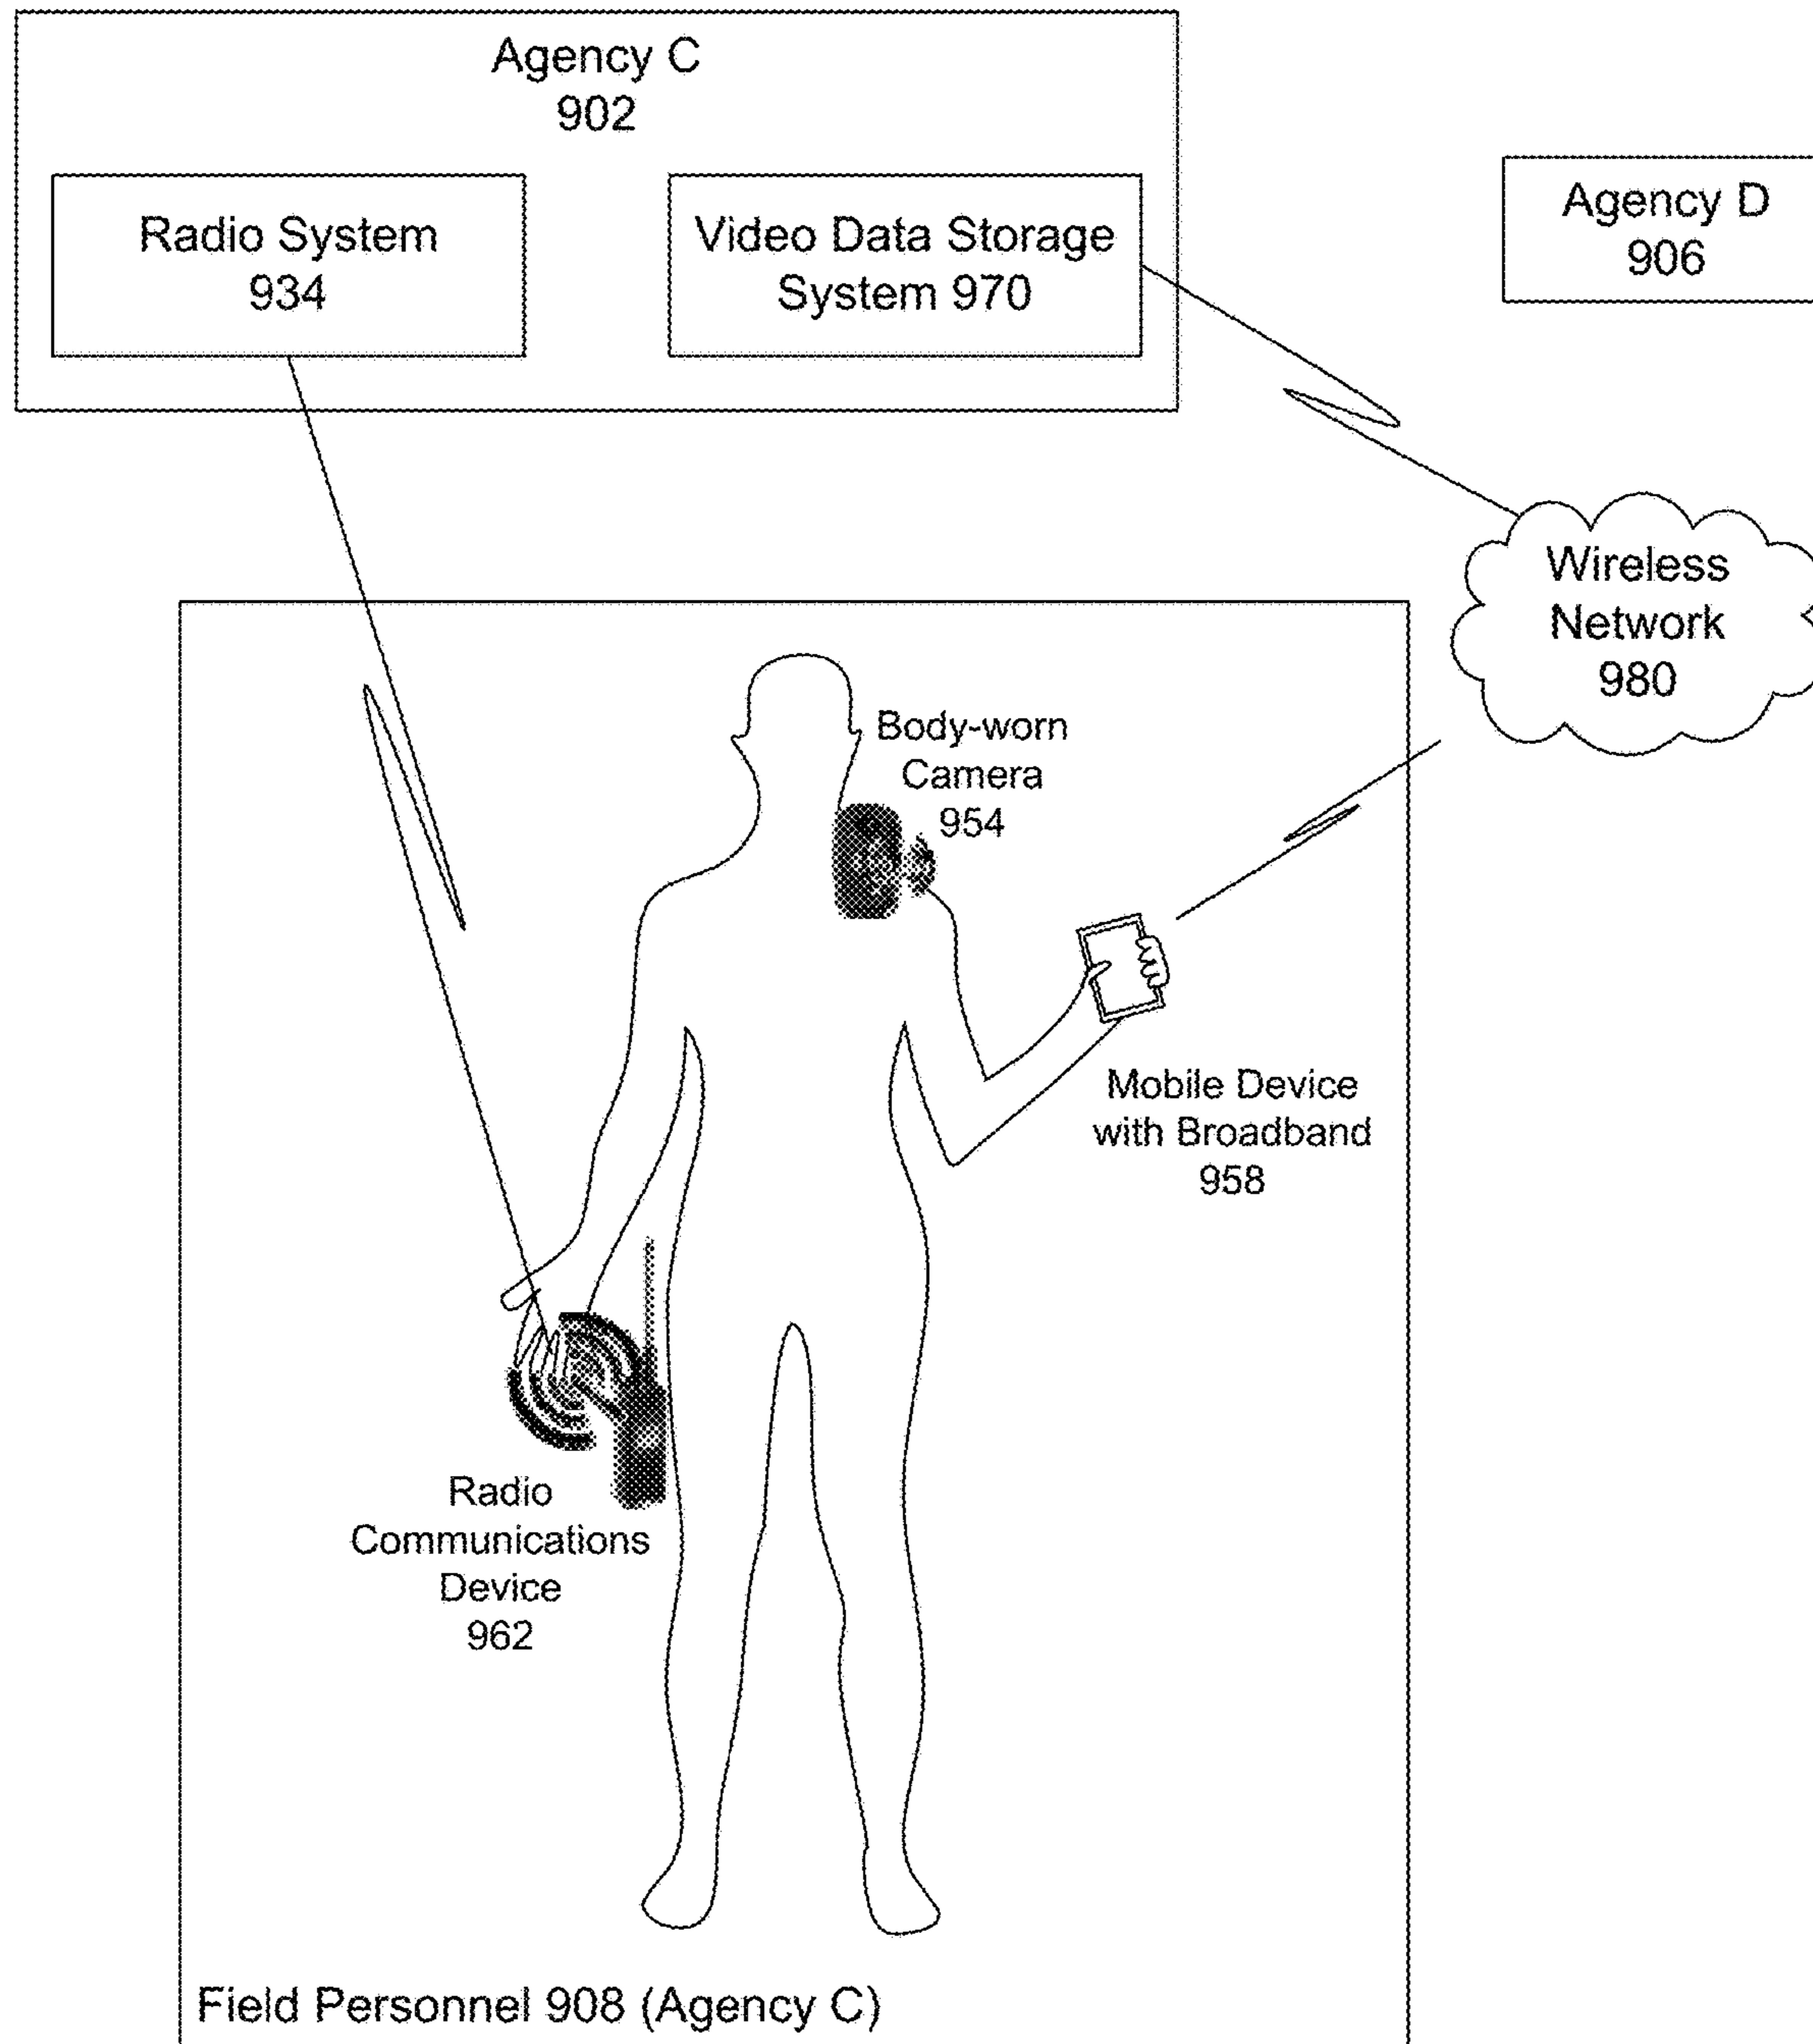 Agency C
902
Radio System
934
Video Data Storage
System 970
Agency D
906
Wireless
Network
980
Body-worn
Camera
954
Mobile Device
with Broadband
958
Radio
Communications
Device
962
Field Personnel 908 (Agency C)